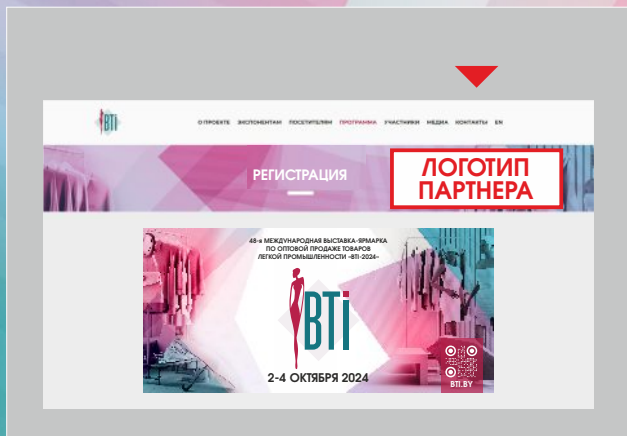 BTI
О ПРОЕКТЕ ЭКСПОНЕНТАМ ПОСЕТИТЕЛЯМ ПРОГРАММА УЧАСТНИКИ МЕДИА КОНТАКТЫ EN
РЕГИСТРАЦИЯ
ЛОГОТИП
ПАРТНЕРА
48-я МЕЖДУНАРОДНАЯ ВЫСТАВКА-ЯРМАРКА
ПО ОПТОВОЙ ПРОДАЖЕ ТОВАРОВ
ЛЕГКОЙ ПРОМЫШЛЕННОСТИ «BTI-2024»
BTi
2-4 ОКТЯБРЯ 2024
BTI.BY